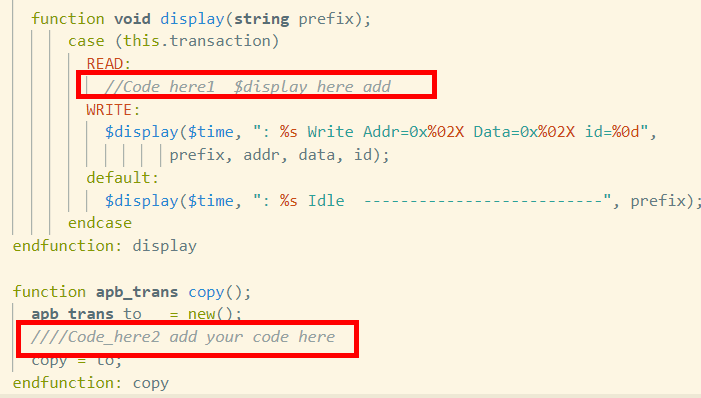 function void display(string prefix);
case (this.transaction)
READ:
//Code here1 $display here add
WRITE:
$display($time, ": %s Write Addr=0x%02X Data=0x%02X id=%0d",
prefix, addr, data, id);
default:
$display($time, ": %s Idle --------------------------", prefix);
endcase
endfunction: display
function apb_trans copy();
apb_trans to = new();
////Code_here2 add your code here
copy = to;
endfunction: copy